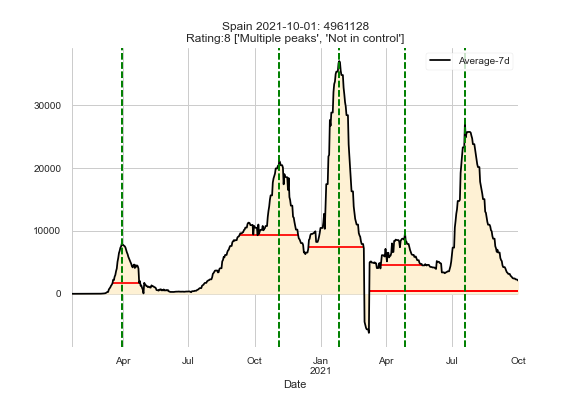 Spain 2021-10-01: 4961128
Rating:8 ['Multiple peaks', 'Not in control']
Average-7d
30000
20000
10000
0
Apr Jul Oct Jan Apr Jul Oct
2021
Date